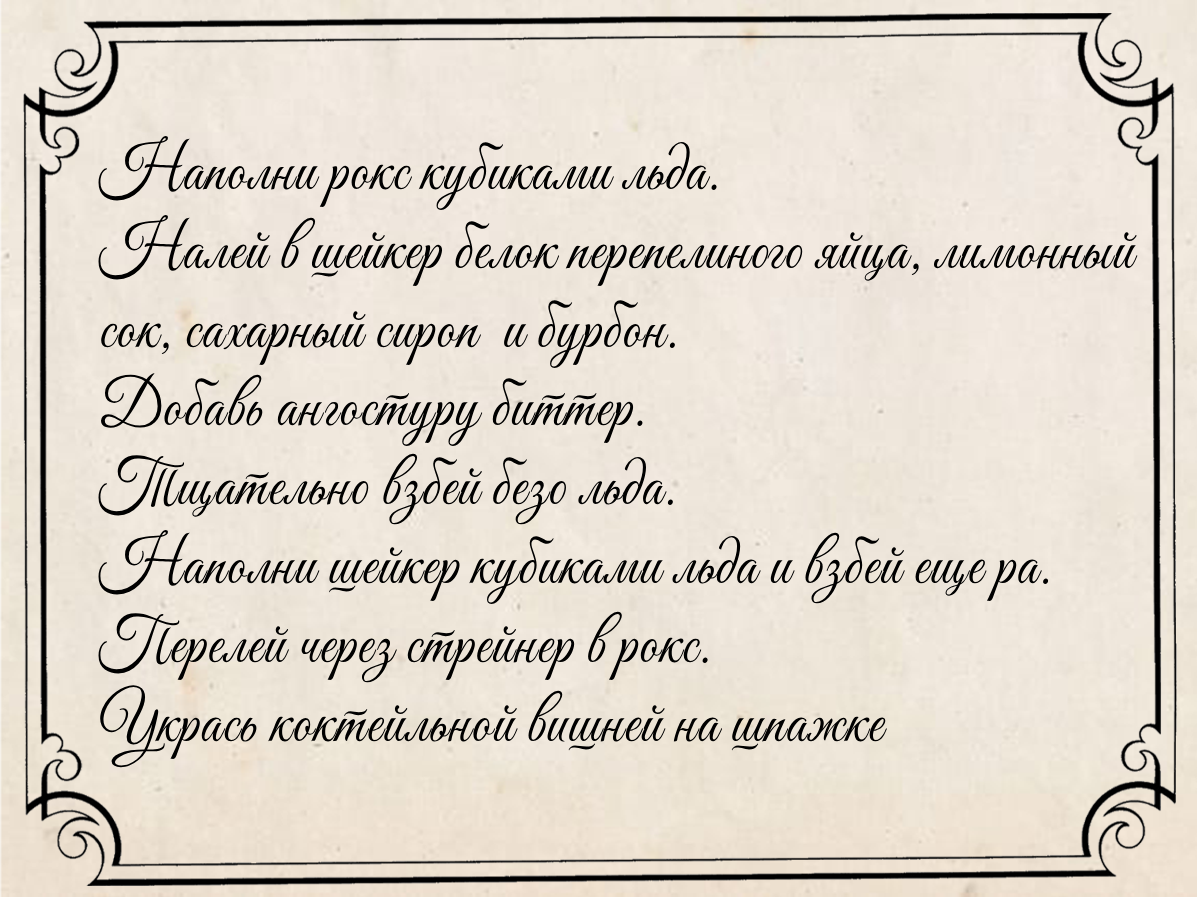 Наполни рокс кубиками льда.
Налей в шейкер белок перепелиного яйца, лимонный
сок, сахарный сироп  и бурбон.
Добавь ангостуру биттер.
Тщательно взбей безо льда.
Наполни шейкер кубиками льда и взбей еще ра.
Перелей через стрейнер в рокс.
Укрась коктейльной вишней на шпажке